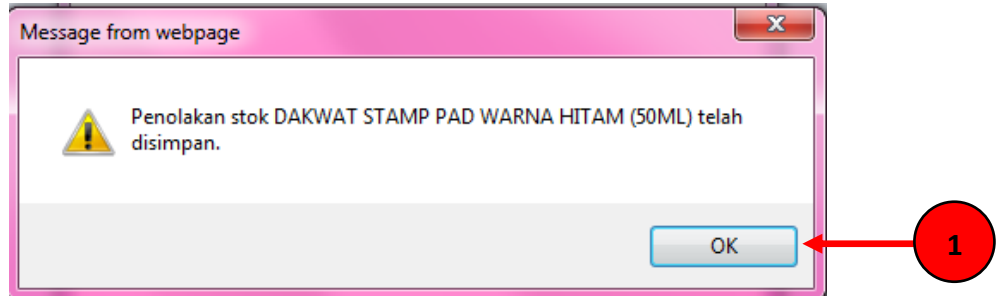 Message from webpage
Penolakan stok DAKWAT STAMP PAD WARNA HITAM (50ML) telah
disimpan.
OK
1